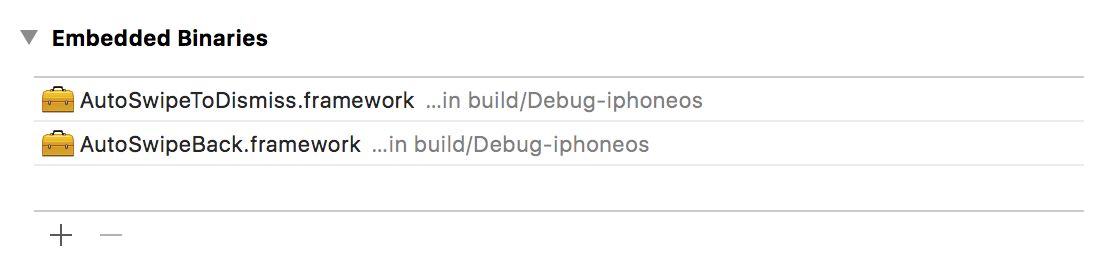 Embedded Binaries
AutoSwipeToDismiss.framework ...in build/Debug-iphoneos
AutoSwipeBack.framework ...in build/Debug-iphoneos